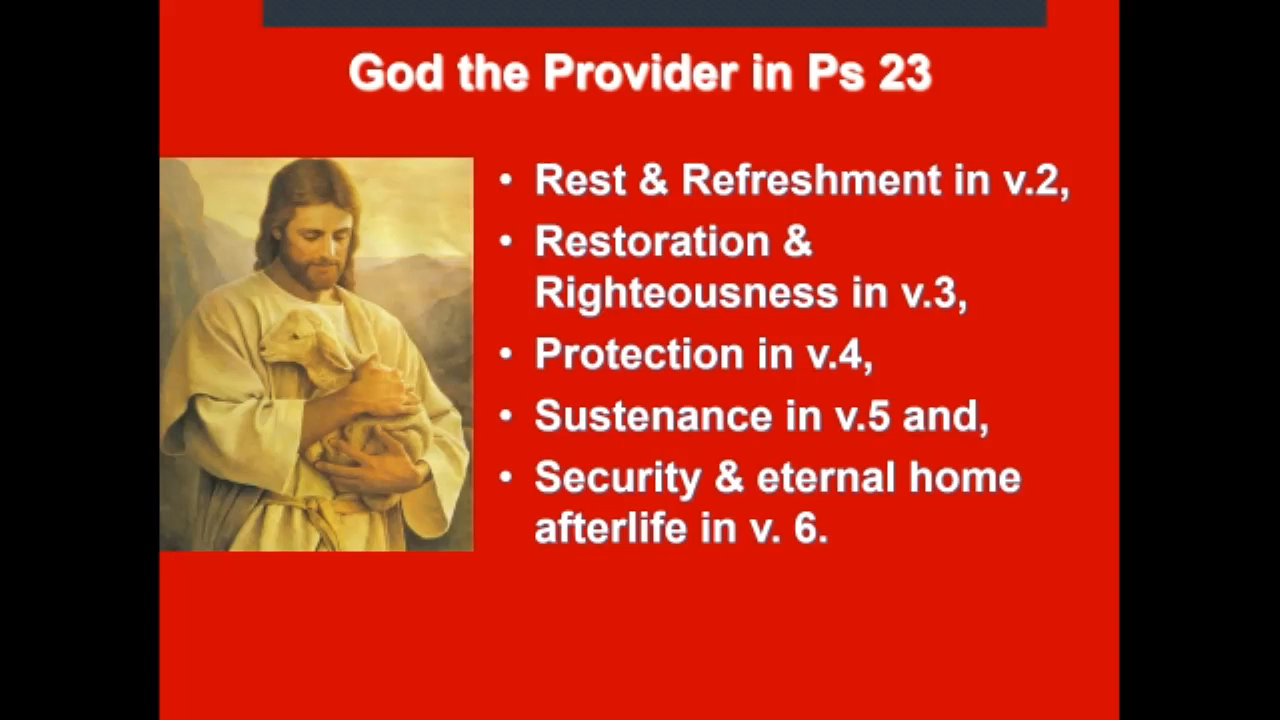 God the Provider in Ps 23
• Rest & Refreshment in v.2,
• Restoration &
Righteousness in v.3,
• Protection in v.4,
• Sustenance in v.5 and,
• Security & eternal home
afterlife in v. 6.